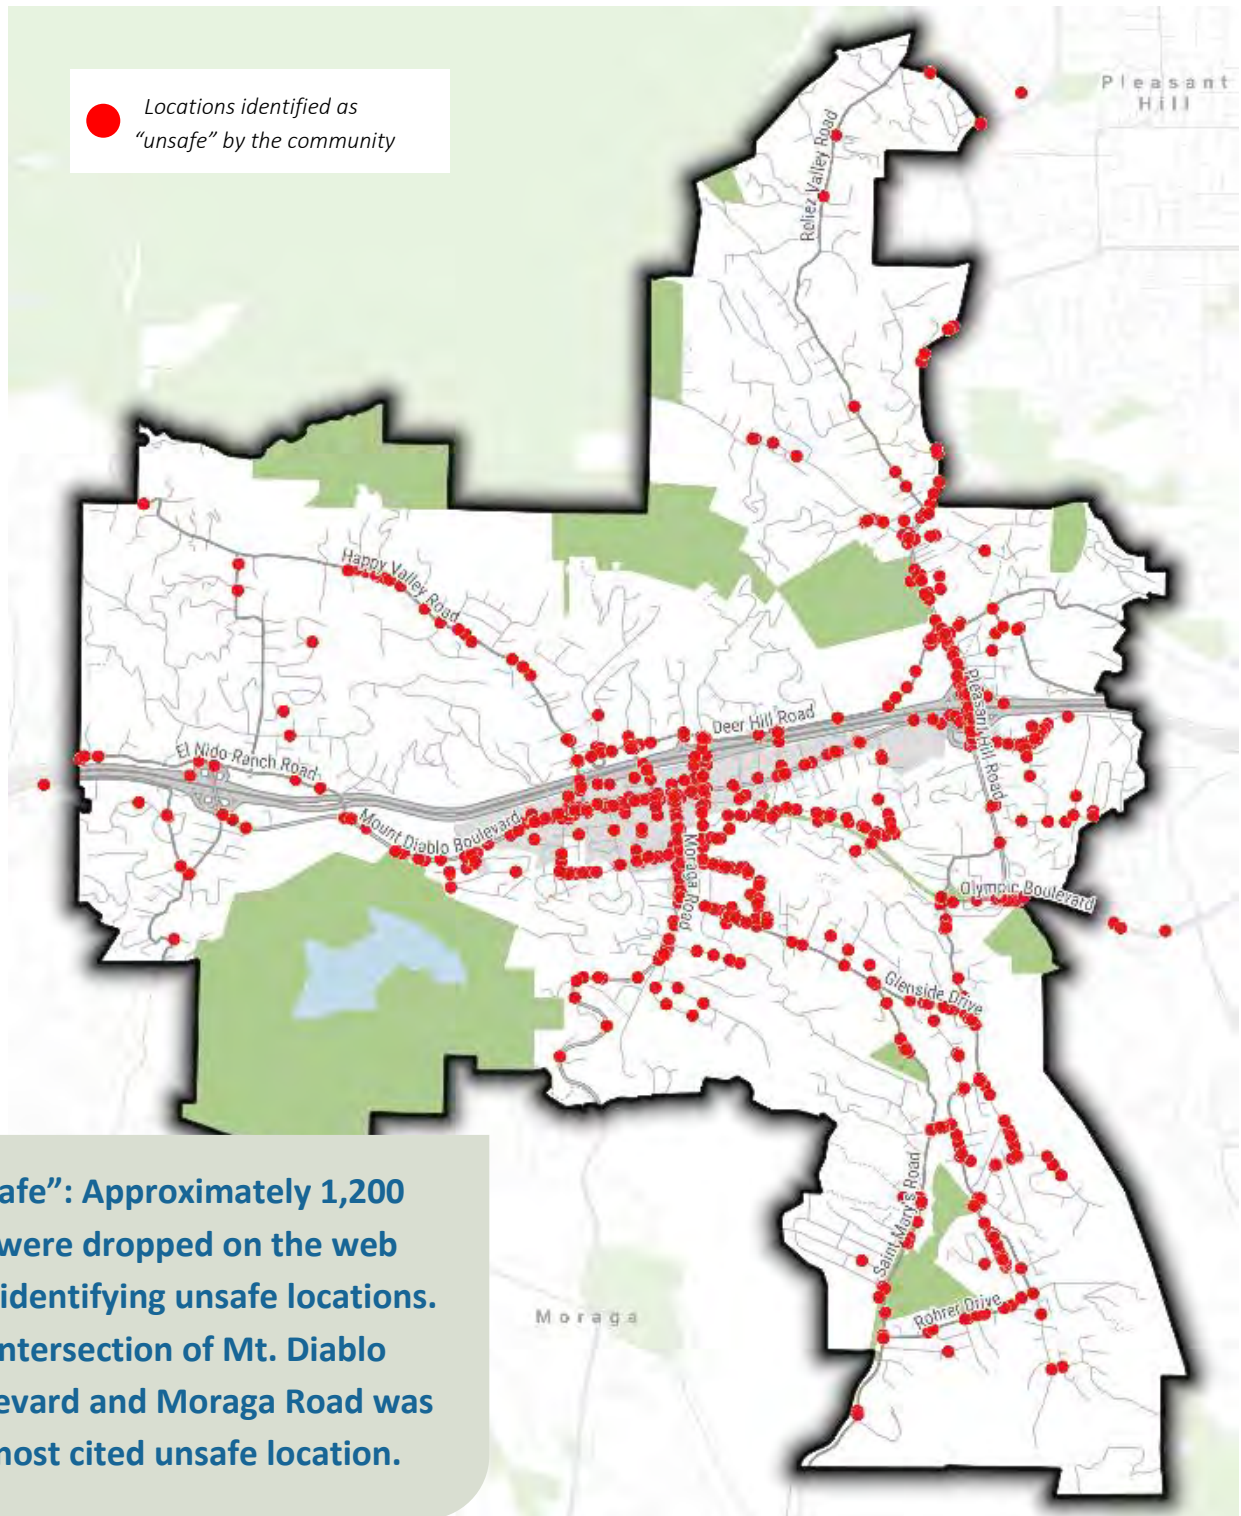 Locations identified as
“unsafe” by the community
Pleasant
Hill
Reliez Valley Road
Happy Valley Road
Deer Hill Road
Pleasant Hill Road
El Nido Ranch Road
Mount Diablo Boulevard
Moraga Road
Olympic Boulevard
Glenside Drive
Saint Mary's Road
Rohrer Drive
Moraga
afe”: Approximately 1,200
were dropped on the web
identifying unsafe locations.
ntersection of Mt. Diablo
evard and Moraga Road was
most cited unsafe location.